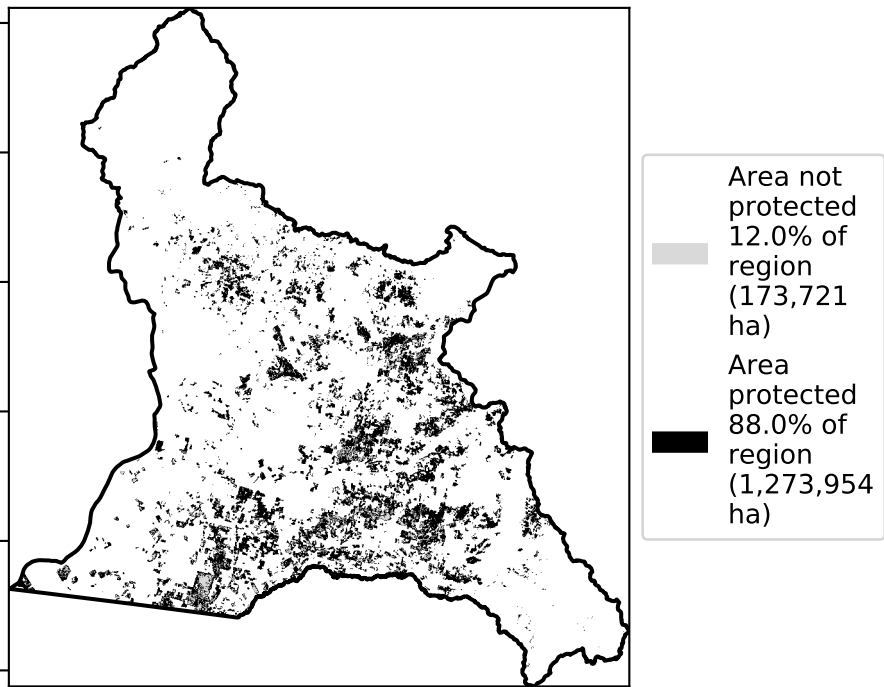 Area not
protected
12.0% of
region
(173,721
ha)
Area
protected
88.0% of
region
(1,273,954
ha)